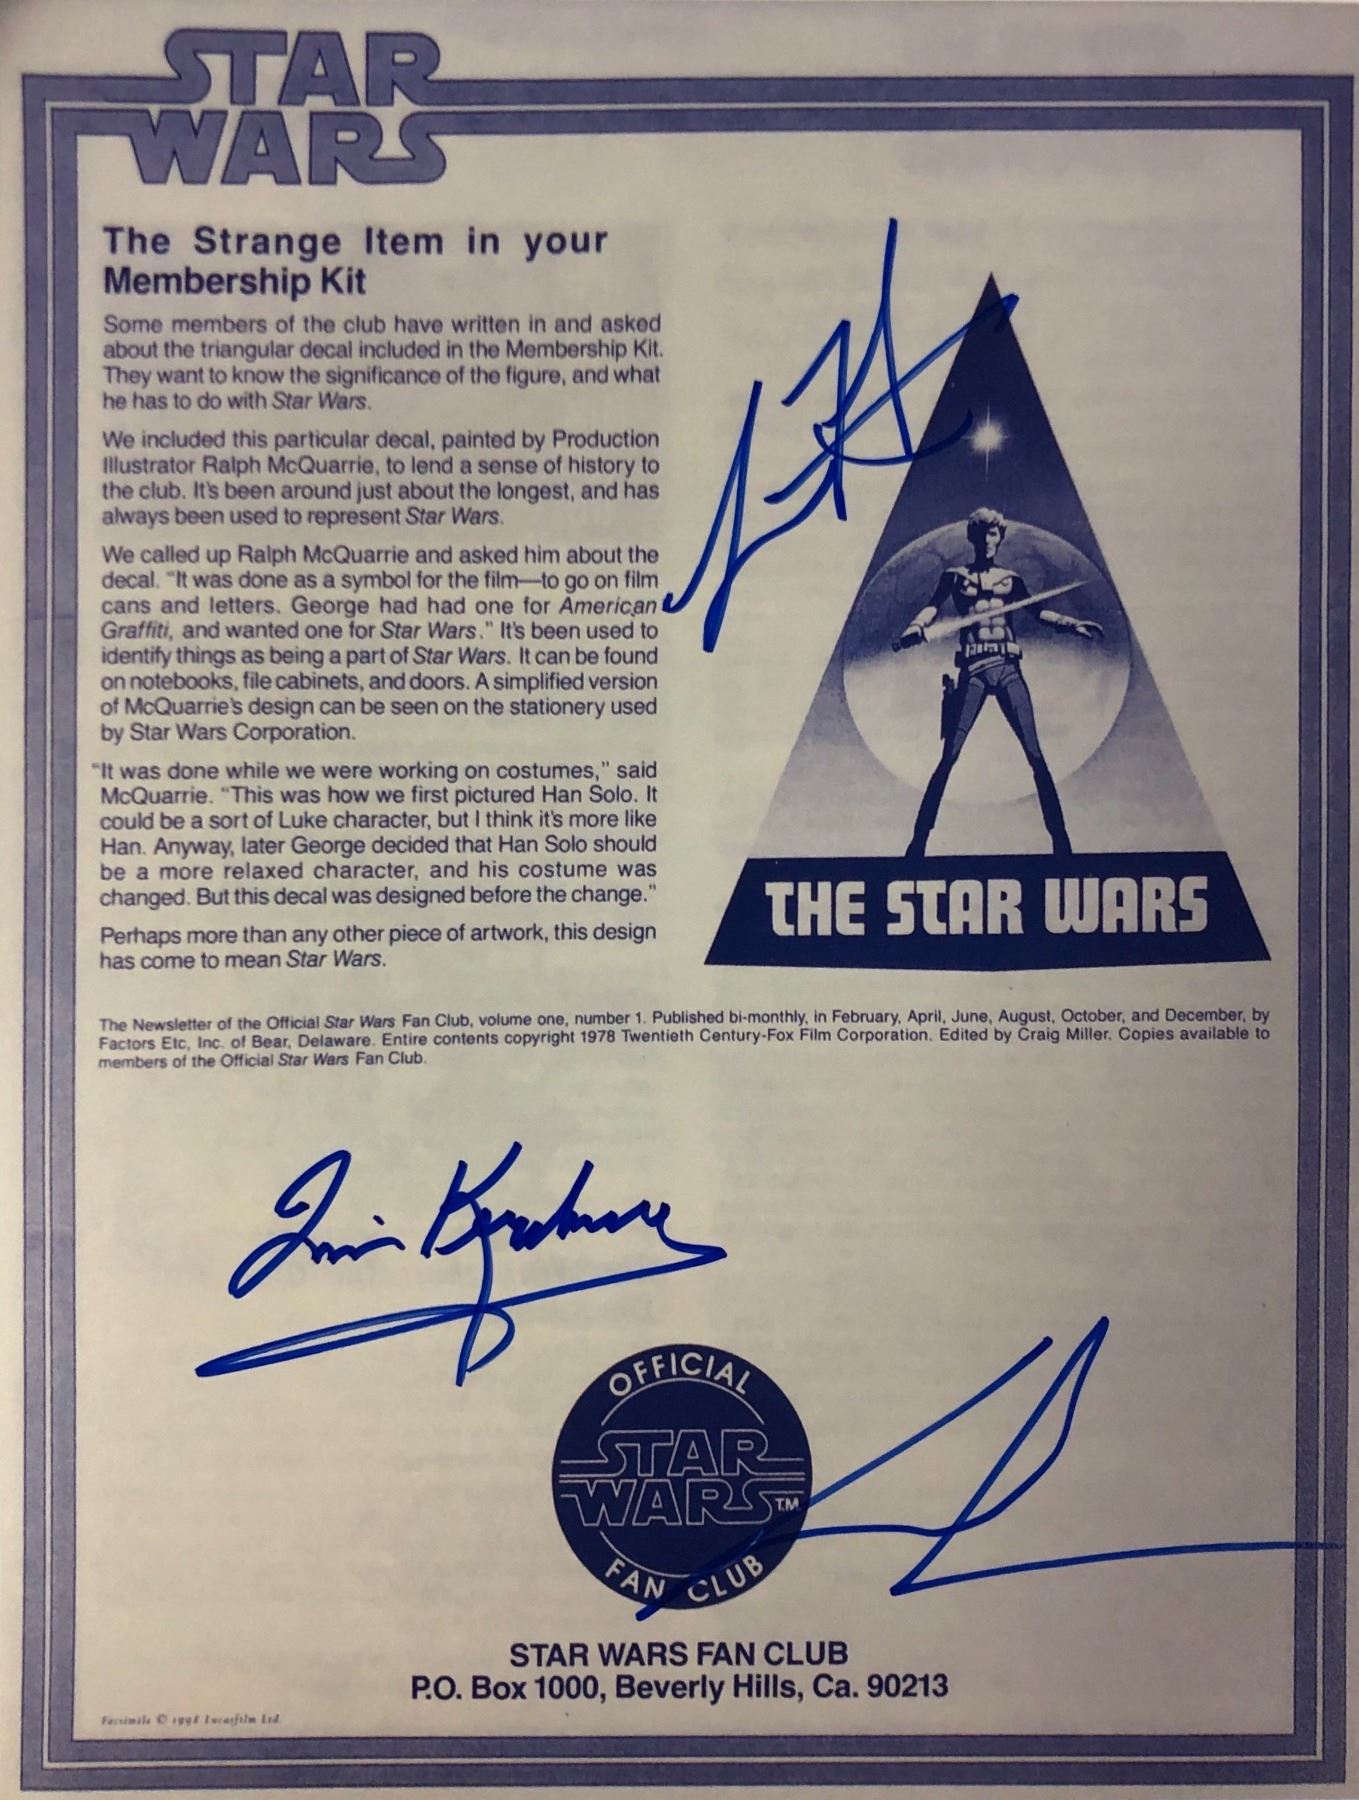 STAR
WARS
The Strange Item in your
Membership Kit
Some members of the club have written in and asked
about the triangular decal included in the Membership Kit.
They want to know the significance of the figure, and what
he has to do with Star Wars.
We included this particular decal, painted by Production
Illustrator Ralph McQuarrie, to lend a sense of history to
the club. It's been around just about the longest, and has
always been used to represent Star Wars.
We called up Ralph McQuarrie and asked him about the
decal. "It was done as a symbol for the film—to go on film
cans and letters. George had had one for American
Graffiti, and wanted one for Star Wars." It's been used to
identify things as being a part of Star Wars. It can be found
on notebooks, file cabinets, and doors. A simplified version
of McQuarrie's design can be seen on the stationery used
by Star Wars Corporation.
"It was done while we were working on costumes," said
McQuarrie. "This was how we first pictured Han Solo. It
could be a sort of Luke character, but I think it's more like
Han. Anyway, later George decided that Han Solo should
be a more relaxed character, and his costume was
changed. But this decal was designed before the change."
Perhaps more than any other piece of artwork, this design
has come to mean Star Wars.
THE STAR WARS
The Newsletter of the Official Star Wars Fan Club, volume one, number 1. Published bi-monthly, in February, April, June, August, October, and December, by
Factors Etc, Inc. of Bear, Delaware. Entire contents copyright 1978 Twentieth Century-Fox Film Corporation. Edited by Craig Miller. Copies available to
members of the Official Star Wars Fan Club.
OFFICIAL
STAR
WARS TM
FAN CLUB
STAR WARS FAN CLUB
P.O. Box 1000, Beverly Hills, Ca. 90213
Facsimile © 1998 Lucasfilm Ltd.